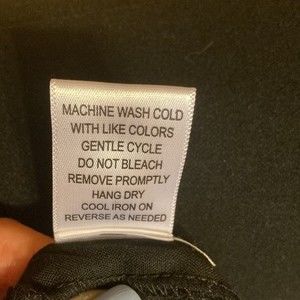 MACHINE WASH COLD
WITH LIKE COLORS
GENTLE CYCLE
DO NOT BLEACH
REMOVE PROMPTLY
HANG DRY
COOL IRON ON
REVERSE AS NEEDED